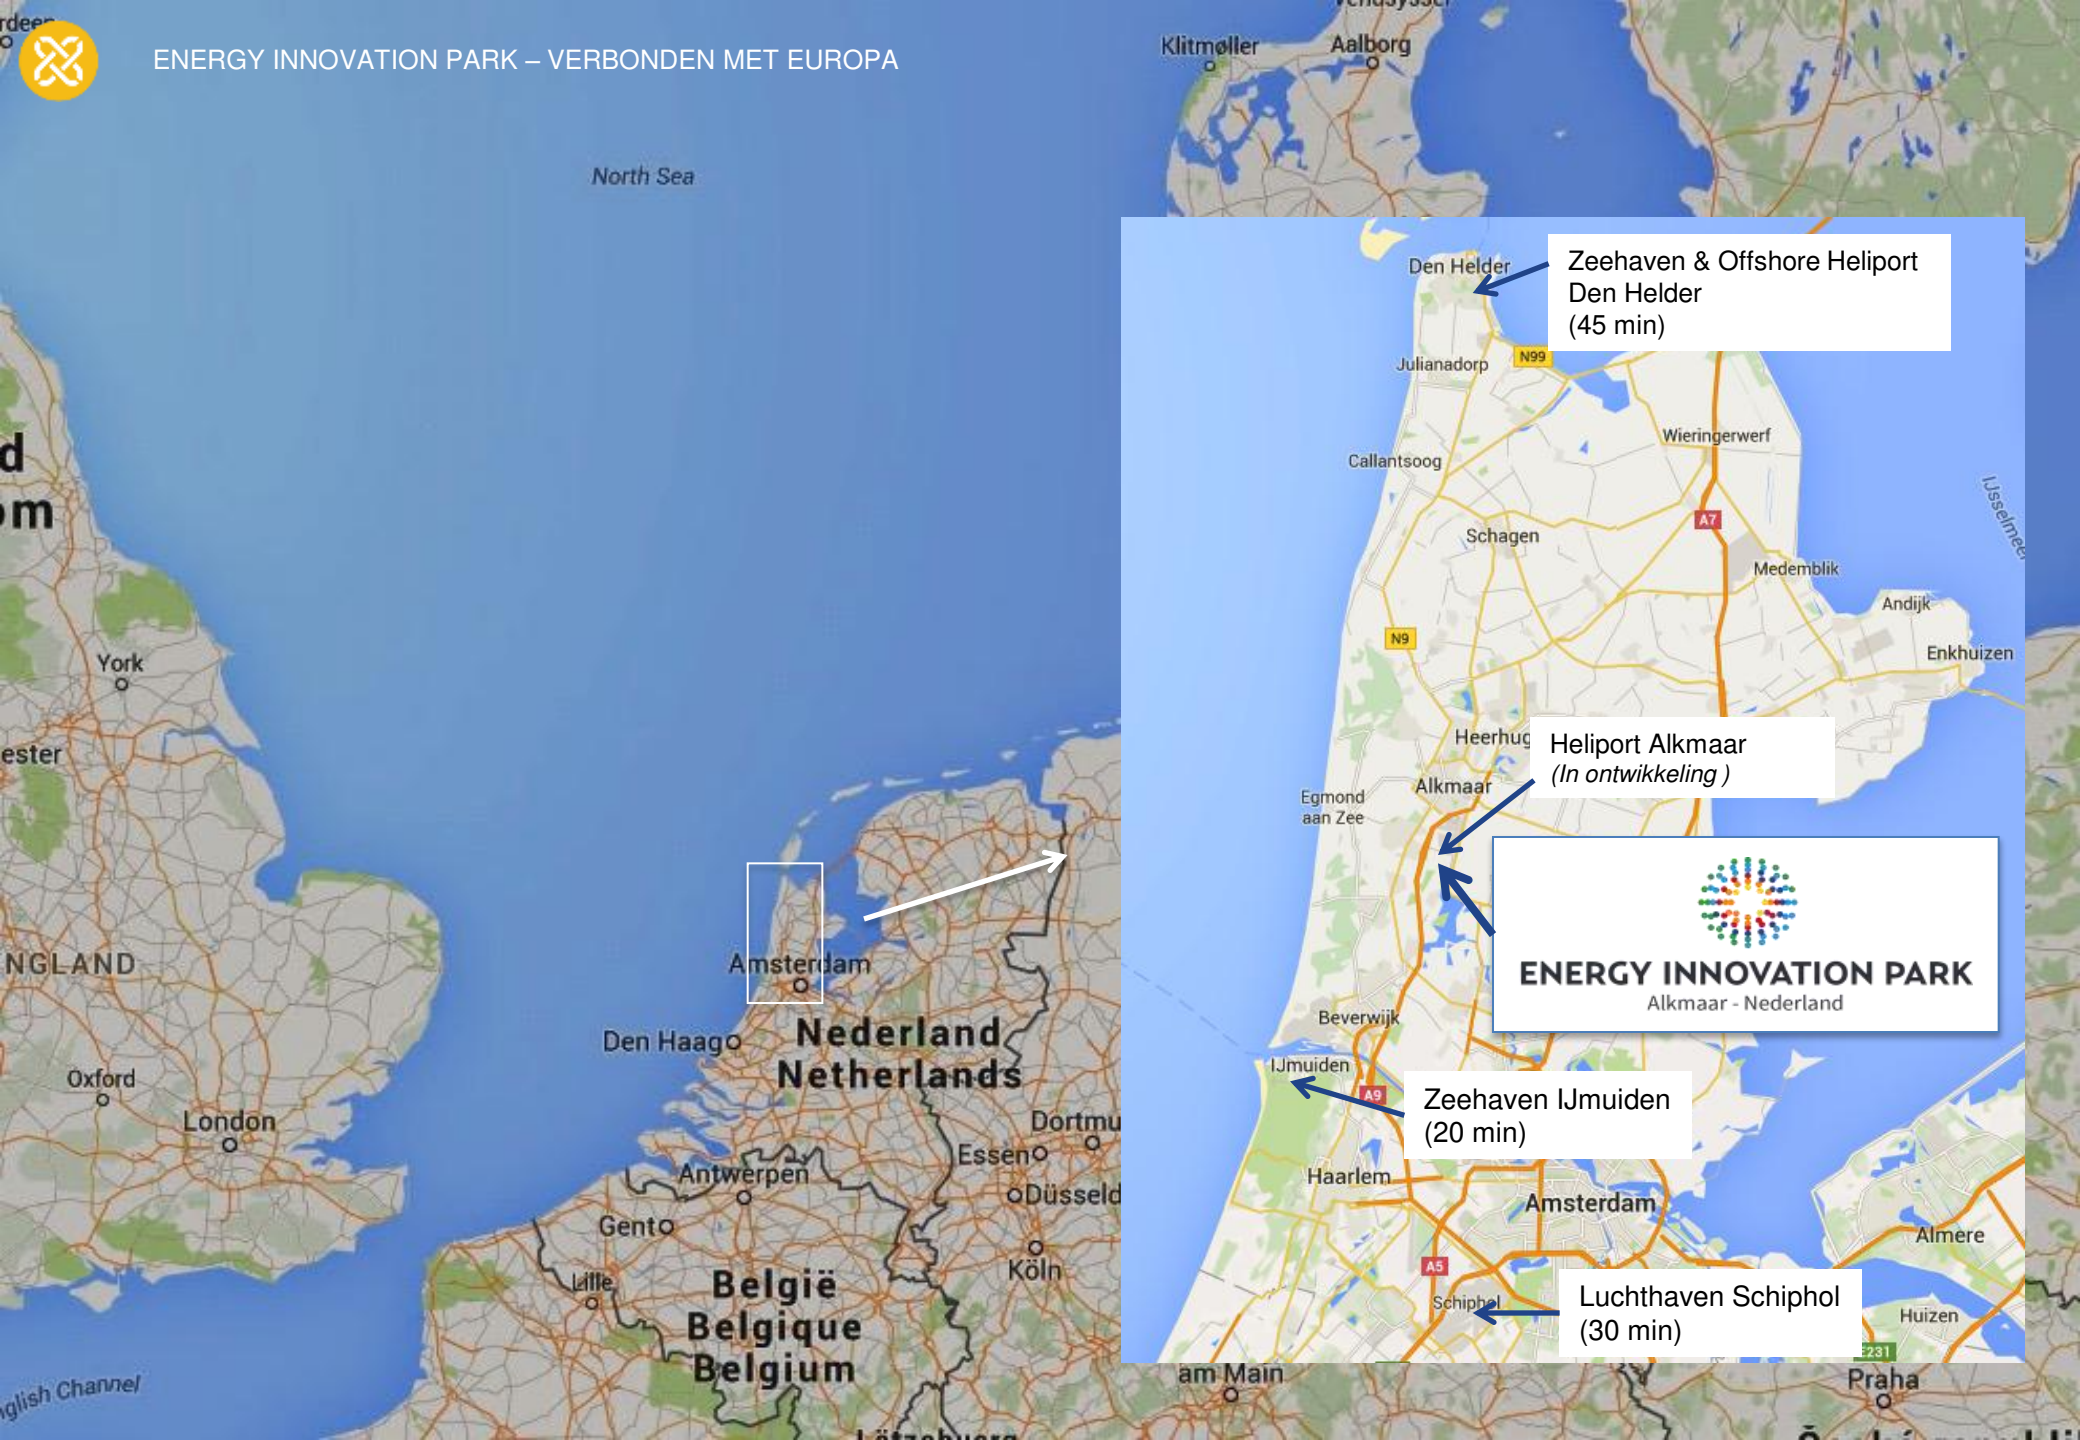 ENERGY INNOVATION PARK – VERBONDEN MET EUROPA
Klitmøller
Aalborg
North Sea
York
Oxford
London
Amsterdam
Den Haag
Nederland
Netherlands
Antwerpen
Gent
Lille
België
Belgique
Belgium
Essen
Köln
am Main
Praha
Den Helder
Zeehaven & Offshore Heliport
Den Helder
(45 min)
Julianadorp
N99
Wieringerwerf
Callantsoog
A7
Schagen
Medemblik
Andijk
N9
Enkhuizen
Heerhug
Heliport Alkmaar
(In ontwikkeling )
Alkmaar
Egmond
aan Zee
ENERGY INNOVATION PARK
Alkmaar - Nederland
Beverwijk
IJmuiden
A9
Zeehaven IJmuiden
(20 min)
Haarlem
Amsterdam
Almere
A5
Schiphol
Luchthaven Schiphol
(30 min)
Huizen
E231